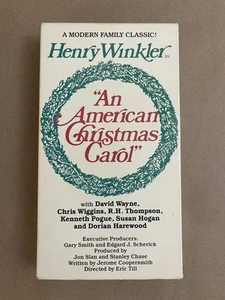 A MODERN FAMILY CLASSIC!
Henry Winkler in
"An
American
Christmas
Carol"
with David Wayne,
Chris Wiggins, R.H. Thompson,
Kenneth Pogue, Susan Hogan
and Dorian Harewood
Executive Producers:
Gary Smith and Edgard J. Scherick
Produced by
Jon Slan and Stanley Chase
Written by Jerome Coopersmith
Directed by Eric Till